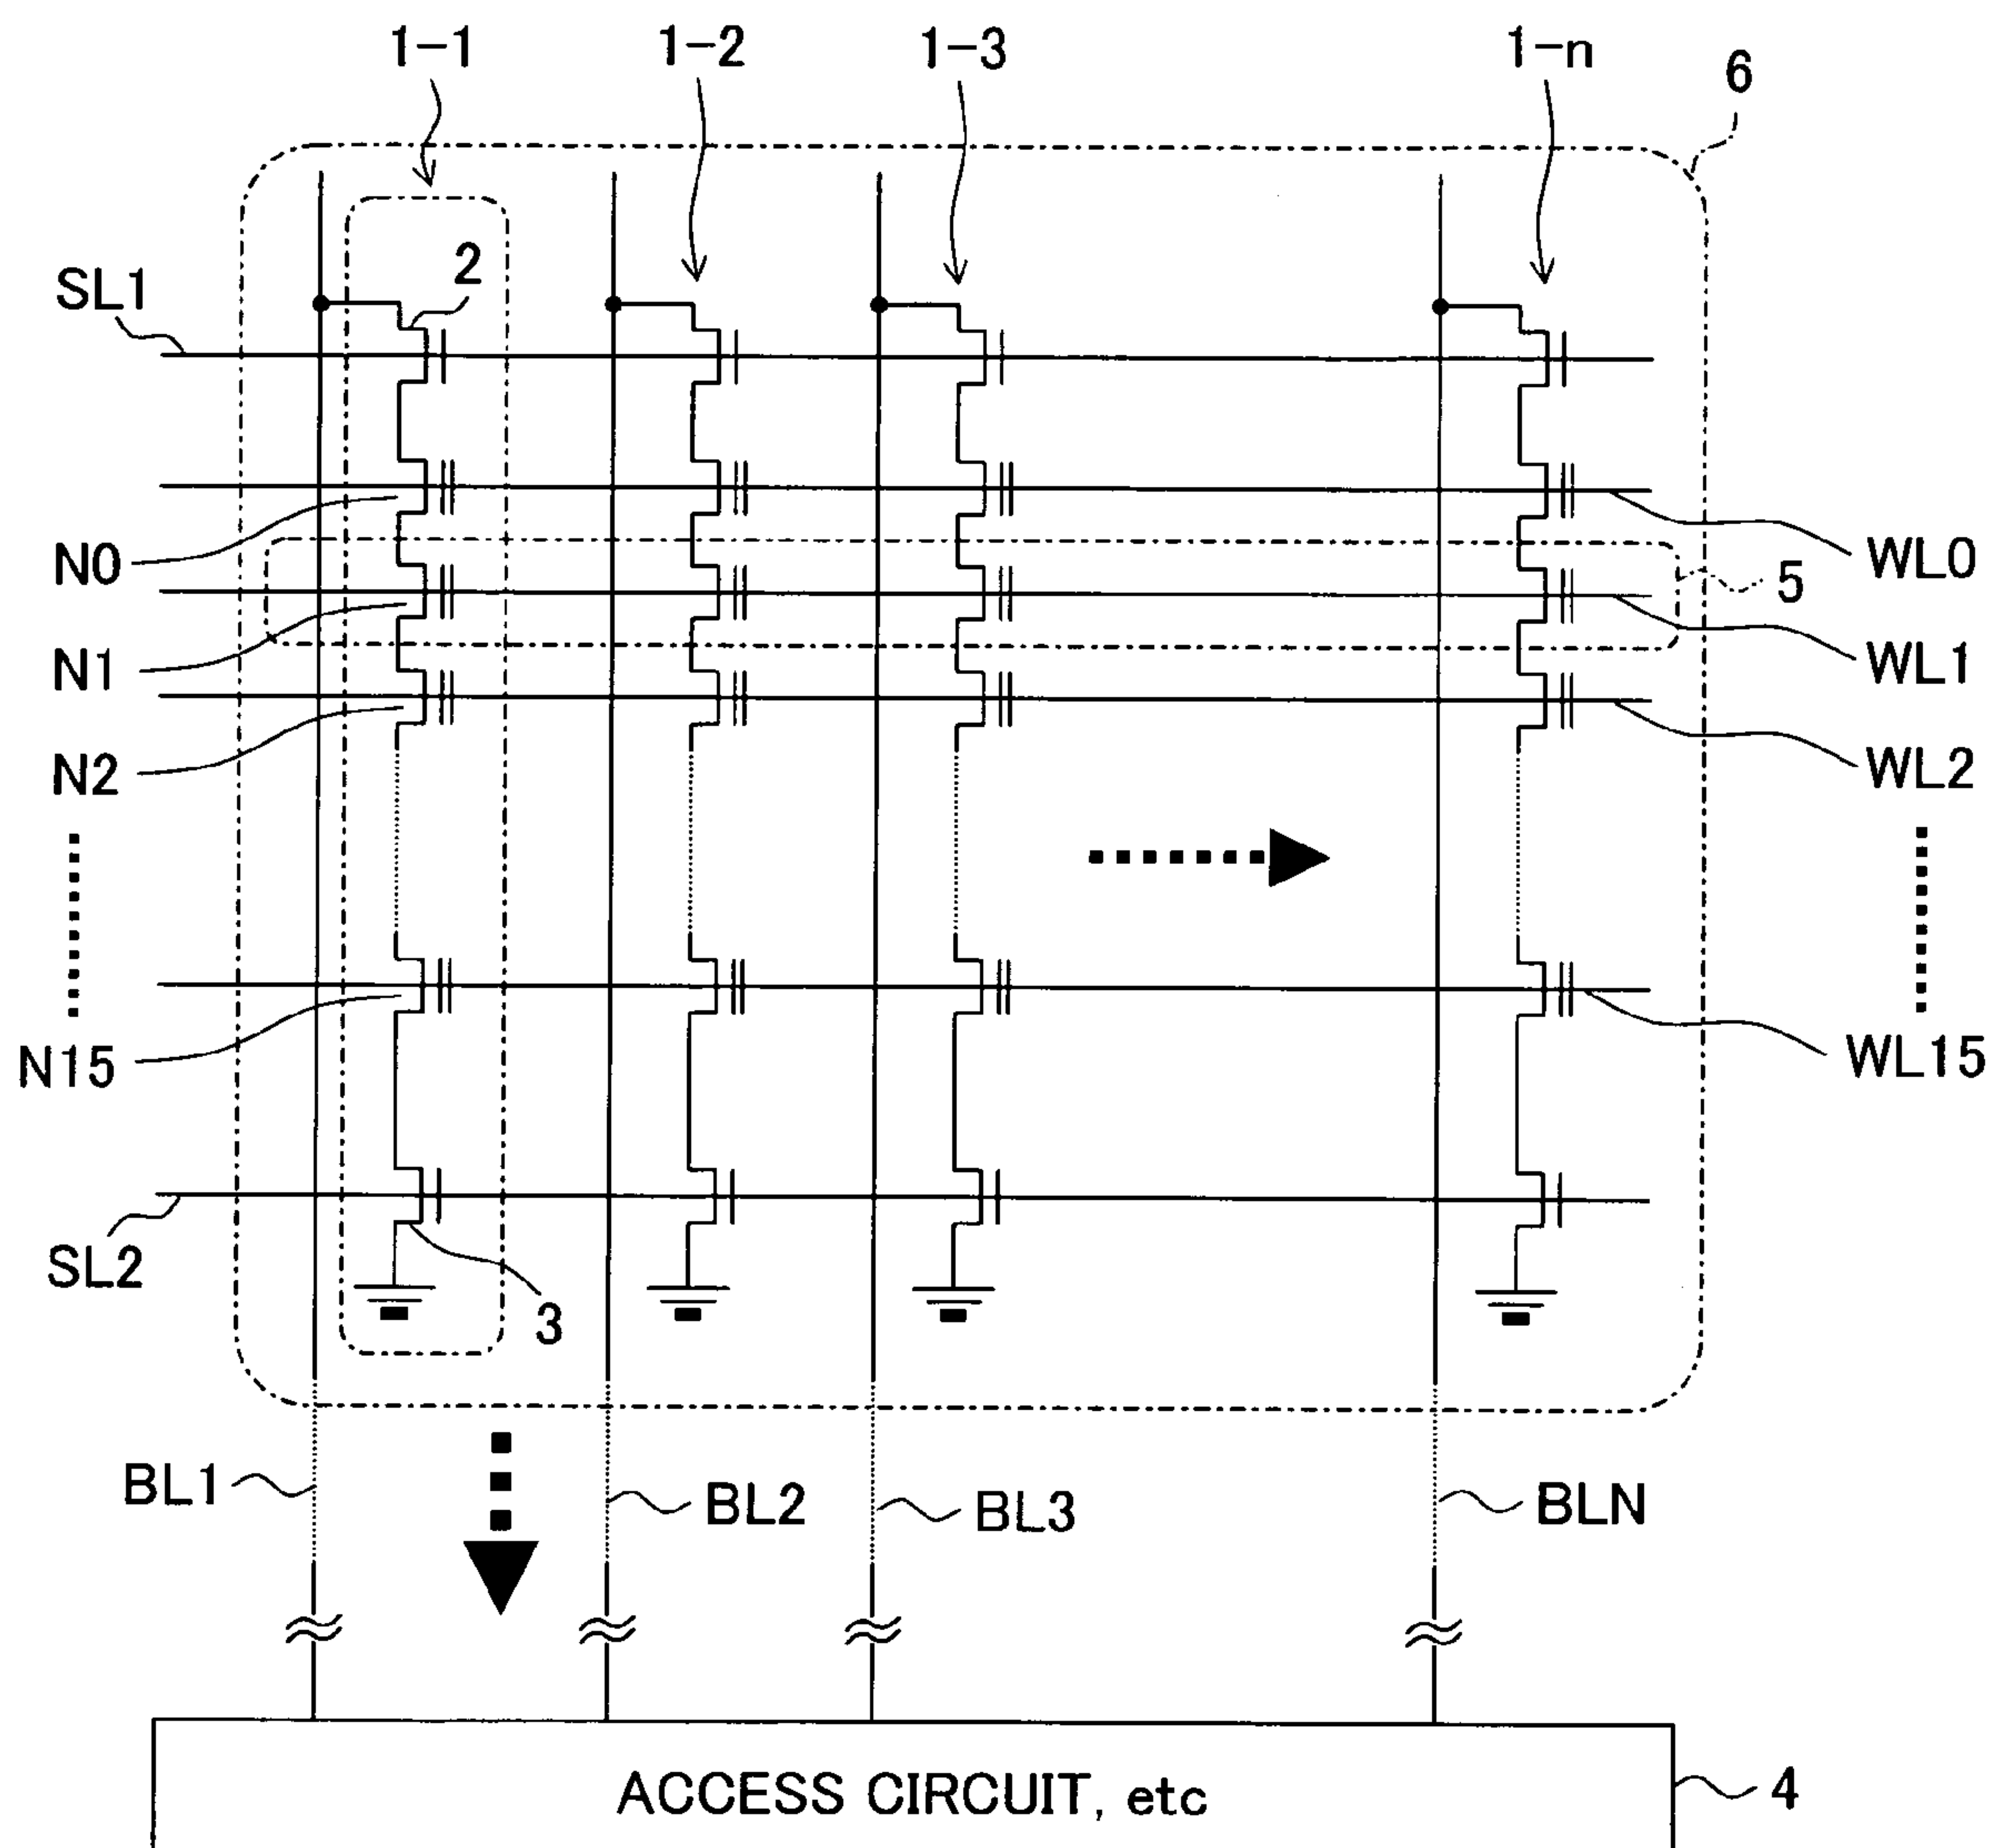 1-1
1-2
1-3
1-n
6
SL1
2
N0
WL0
5
N1
WL1
N2
WL2
N15
WL15
SL2
3
BL1
BL2
BL3
BLN
ACCESS CIRCUIT, etc
4